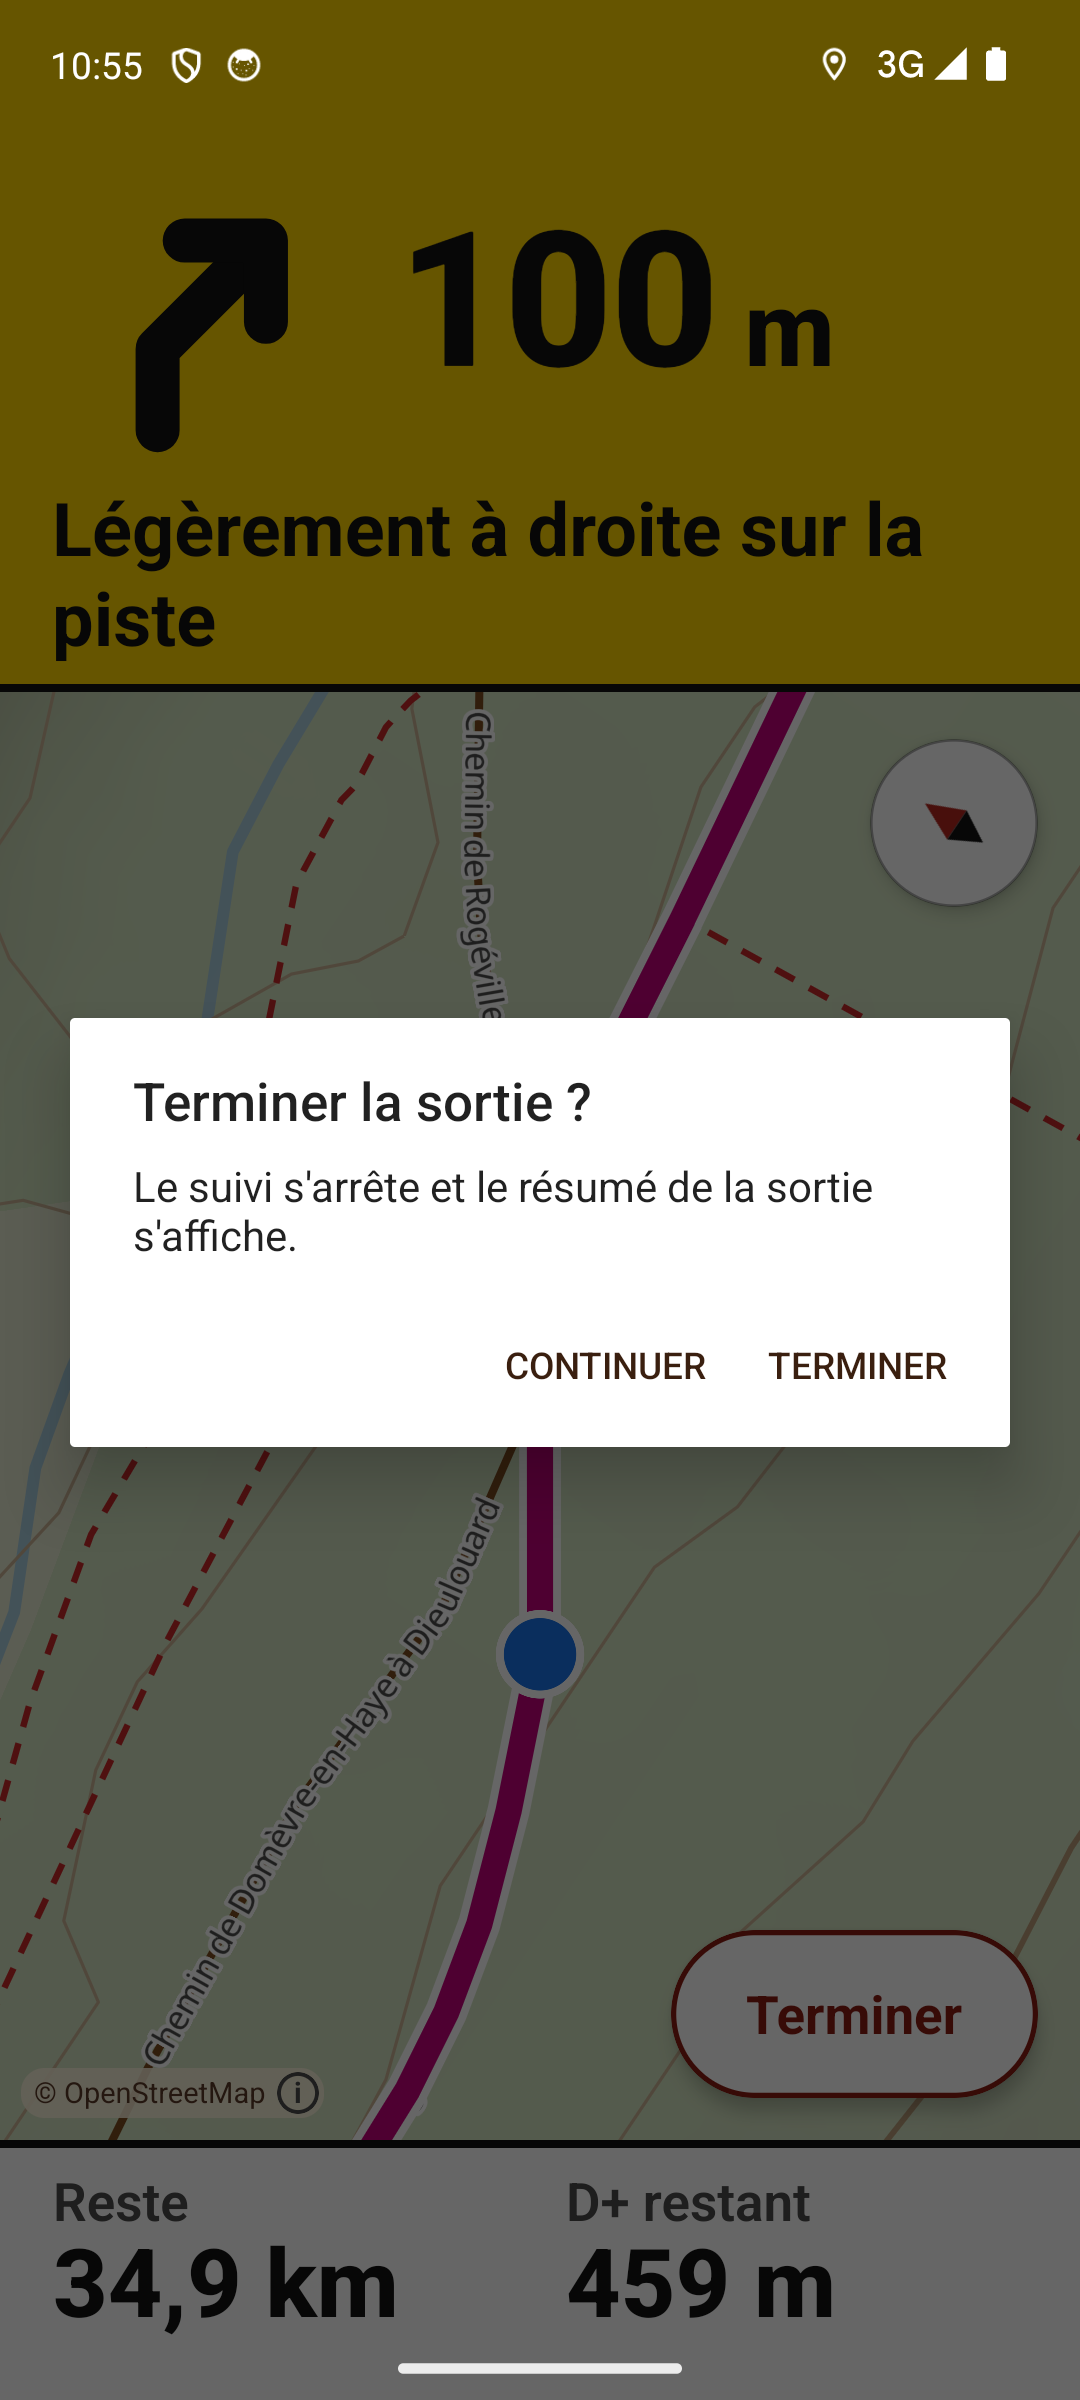 10:55
3G
100 m
Légèrement à droite sur la
piste
Chemin de Rogéville
Terminer la sortie ?
Le suivi s'arrête et le résumé de la sortie
s'affiche.
CONTINUER
TERMINER
Chemin de Domèvre-en-Haye à Dieulouard
Terminer
© OpenStreetMap
i
Reste
D+ restant
34,9 km
459 m